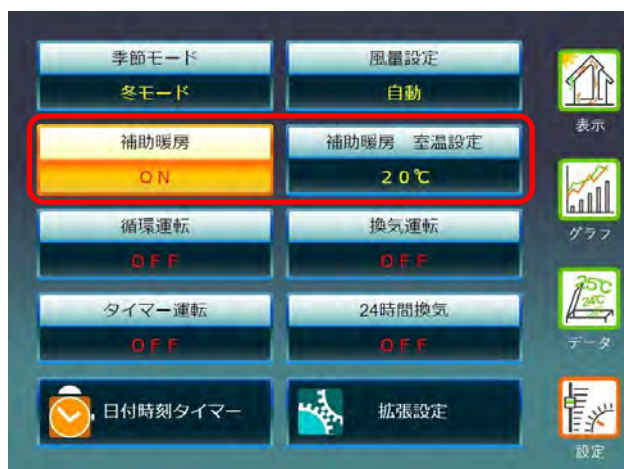 季節モード
風量設定
冬モード
自動
補助暖房
補助暖房 室温設定
ON
20℃
循環運転
換気運転
OFF
OFF
タイマー運転
24時間換気
OFF
OFF
日付時刻タイマー
拡張設定
表示
グラフ
25℃
24℃
データ
設定